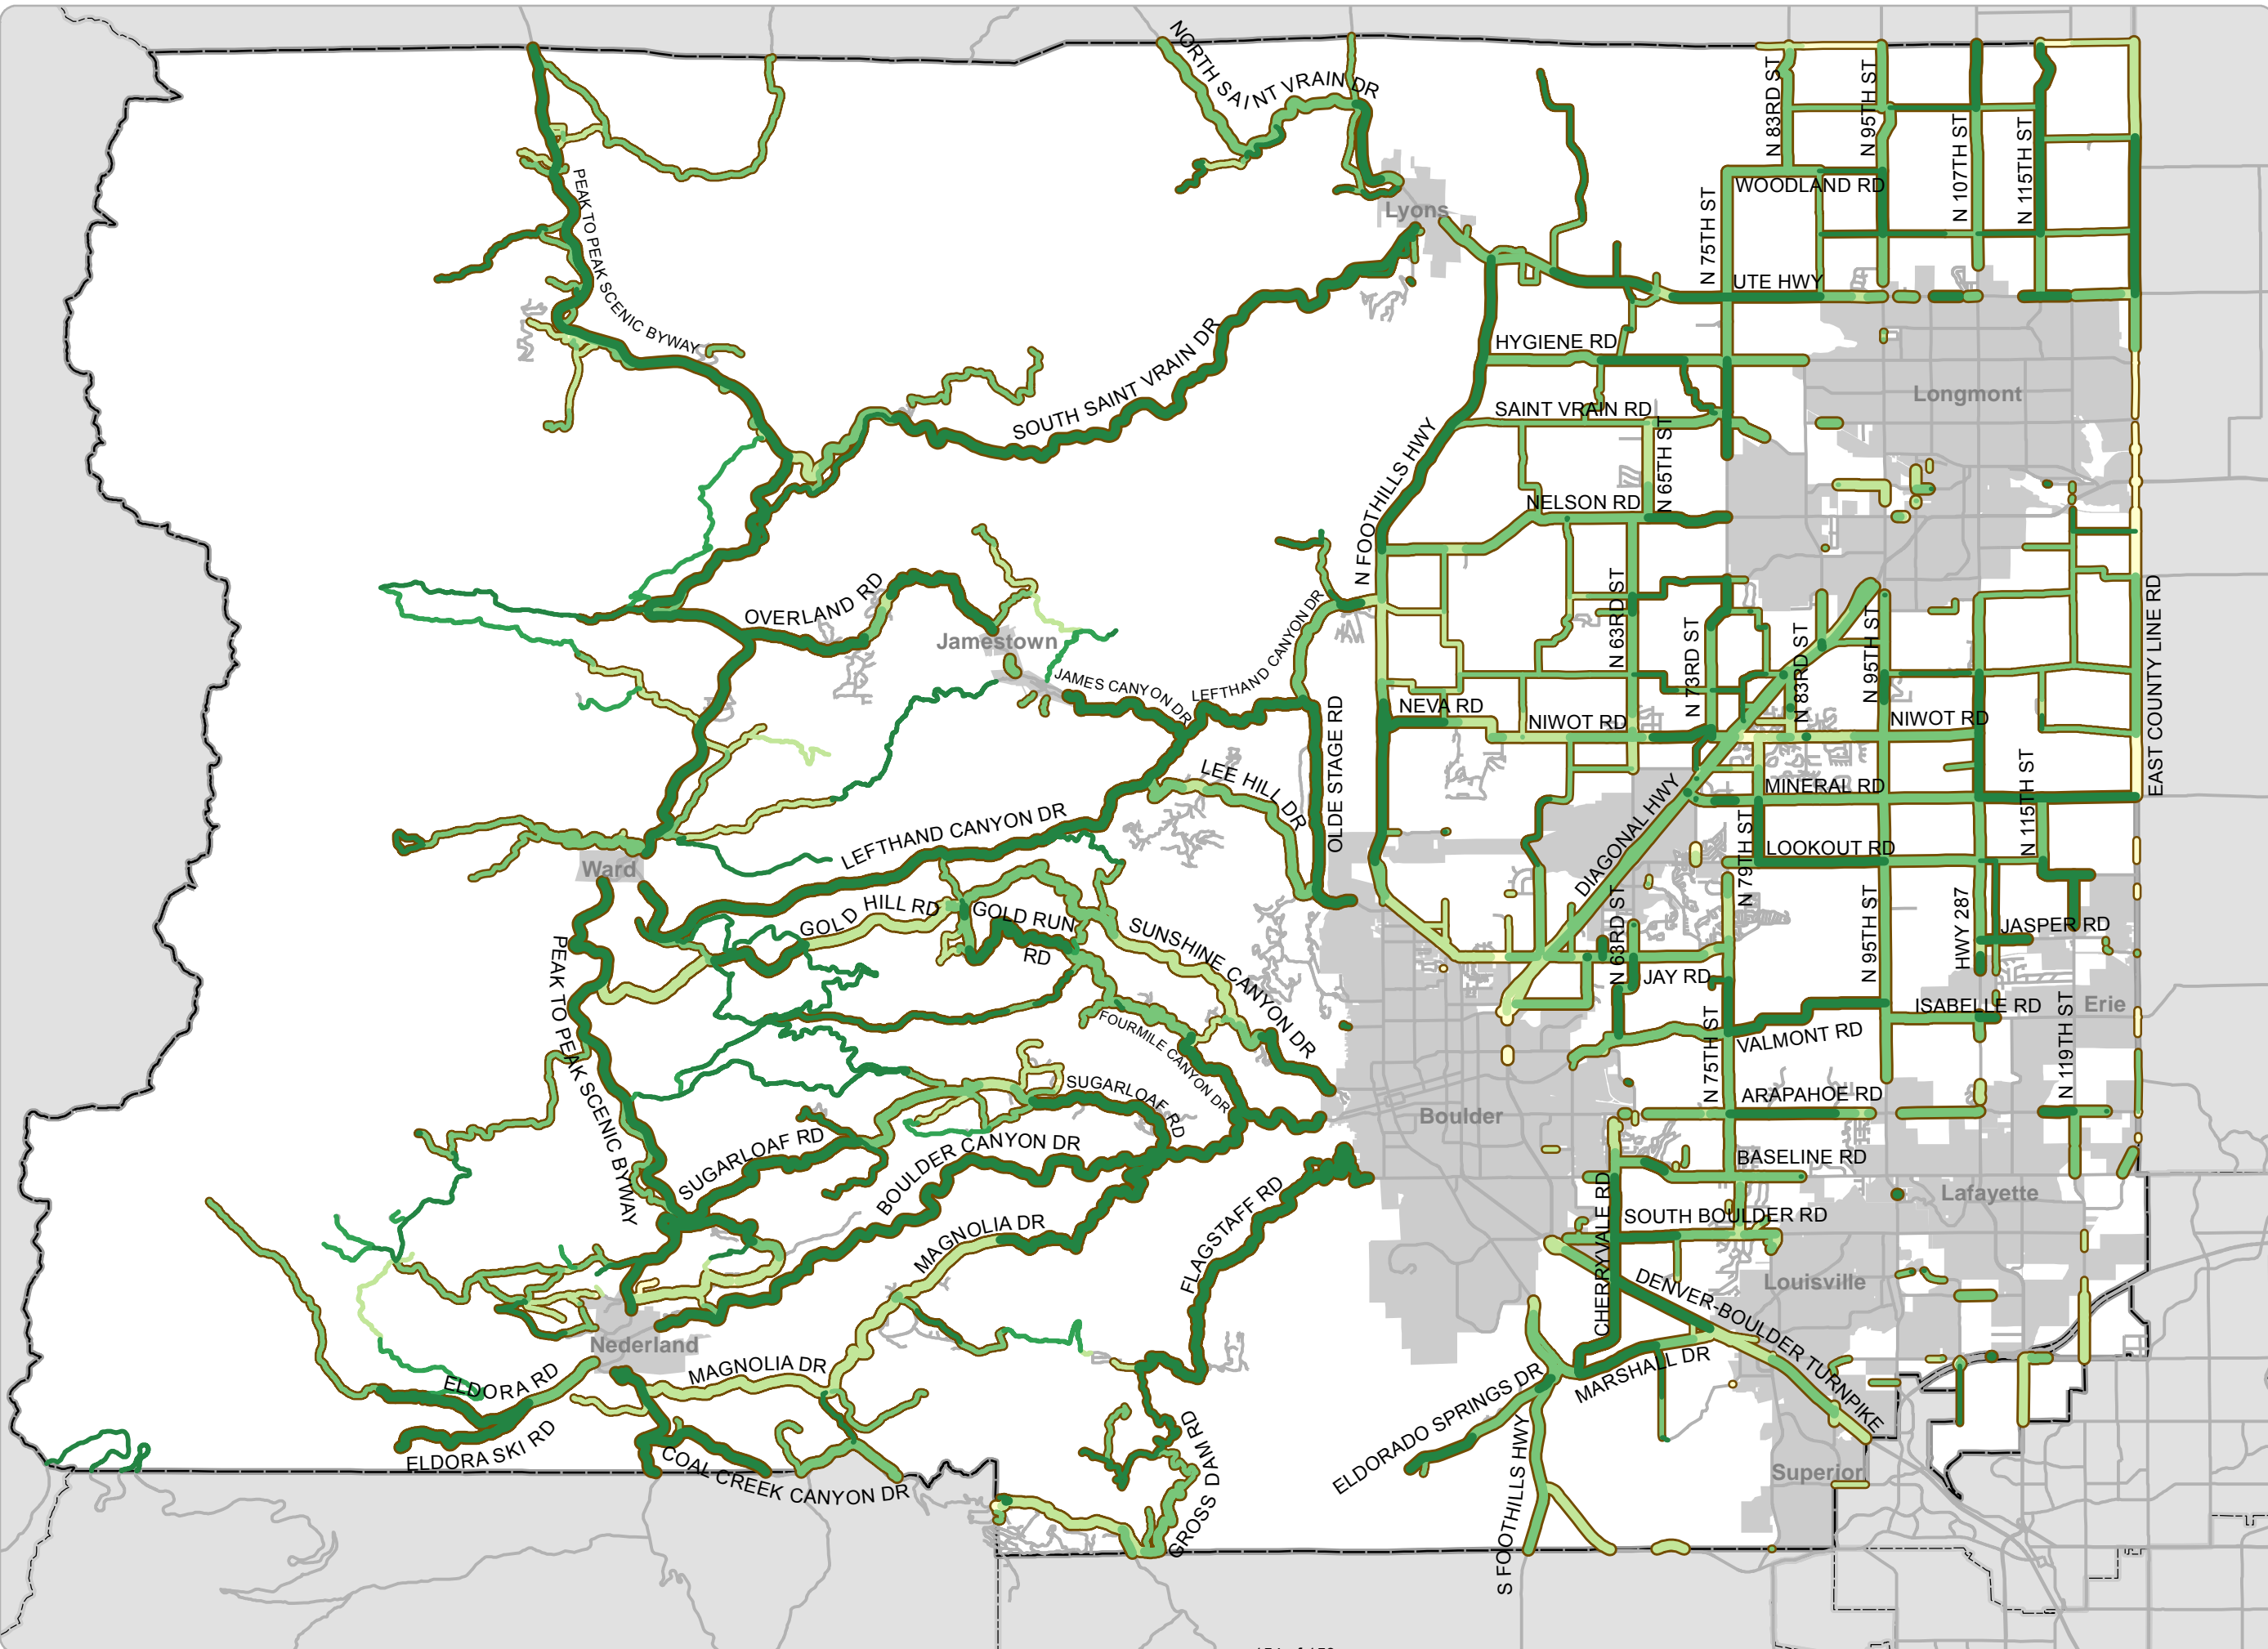 NORTH SAINT VRAIN DR
N 83RD ST
N 95TH ST
N 107TH ST
N 115TH ST
WOODLAND RD
Lyons
N 75TH ST
PEAK TO PEAK SCENIC BYWAY
UTE HWY
HYGIENE RD
SOUTH SAINT VRAIN DR
Longmont
SAINT VRAIN RD
N 65TH ST
N FOOTHILLS HWY
NELSON RD
OVERLAND RD
Jamestown
LEFTHAND CANYON DR
JAMES CANYON DR
N 63RD ST
N 73RD ST
N 83RD ST
N 95TH ST
EAST COUNTY LINE RD
NEVA RD
NIWOT RD
NIWOT RD
OLDE STAGE RD
LEE HILL DR
MINERAL RD
DIAGONAL HWY
N 115TH ST
LEFTHAND CANYON DR
N 79TH ST
LOOKOUT RD
Ward
GOLD HILL RD
GOLD RUN
RD
SUNSHINE CANYON DR
N 63RD ST
N 95TH ST
HWY 287
JASPER RD
PEAK TO PEAK SCENIC BYWAY
JAY RD
ISABELLE RD
Erie
FOURMILE CANYON DR
VALMONT RD
N 75TH ST
N 119TH ST
SUGARLOAF RD
ARAPAHOE RD
Boulder
SUGARLOAF RD
BOULDER CANYON DR
BASELINE RD
Lafayette
FLAGSTAFF RD
CHERRYVALE RD
SOUTH BOULDER RD
MAGNOLIA DR
DENVER-BOULDER TURNPIKE
Louisville
Nederland
MAGNOLIA DR
ELDORA RD
MARSHALL DR
ELDORADO SPRINGS DR
ELDORA SKI RD
COAL CREEK CANYON DR
GROSS DAM RD
S FOOTHILLS HWY
Superior